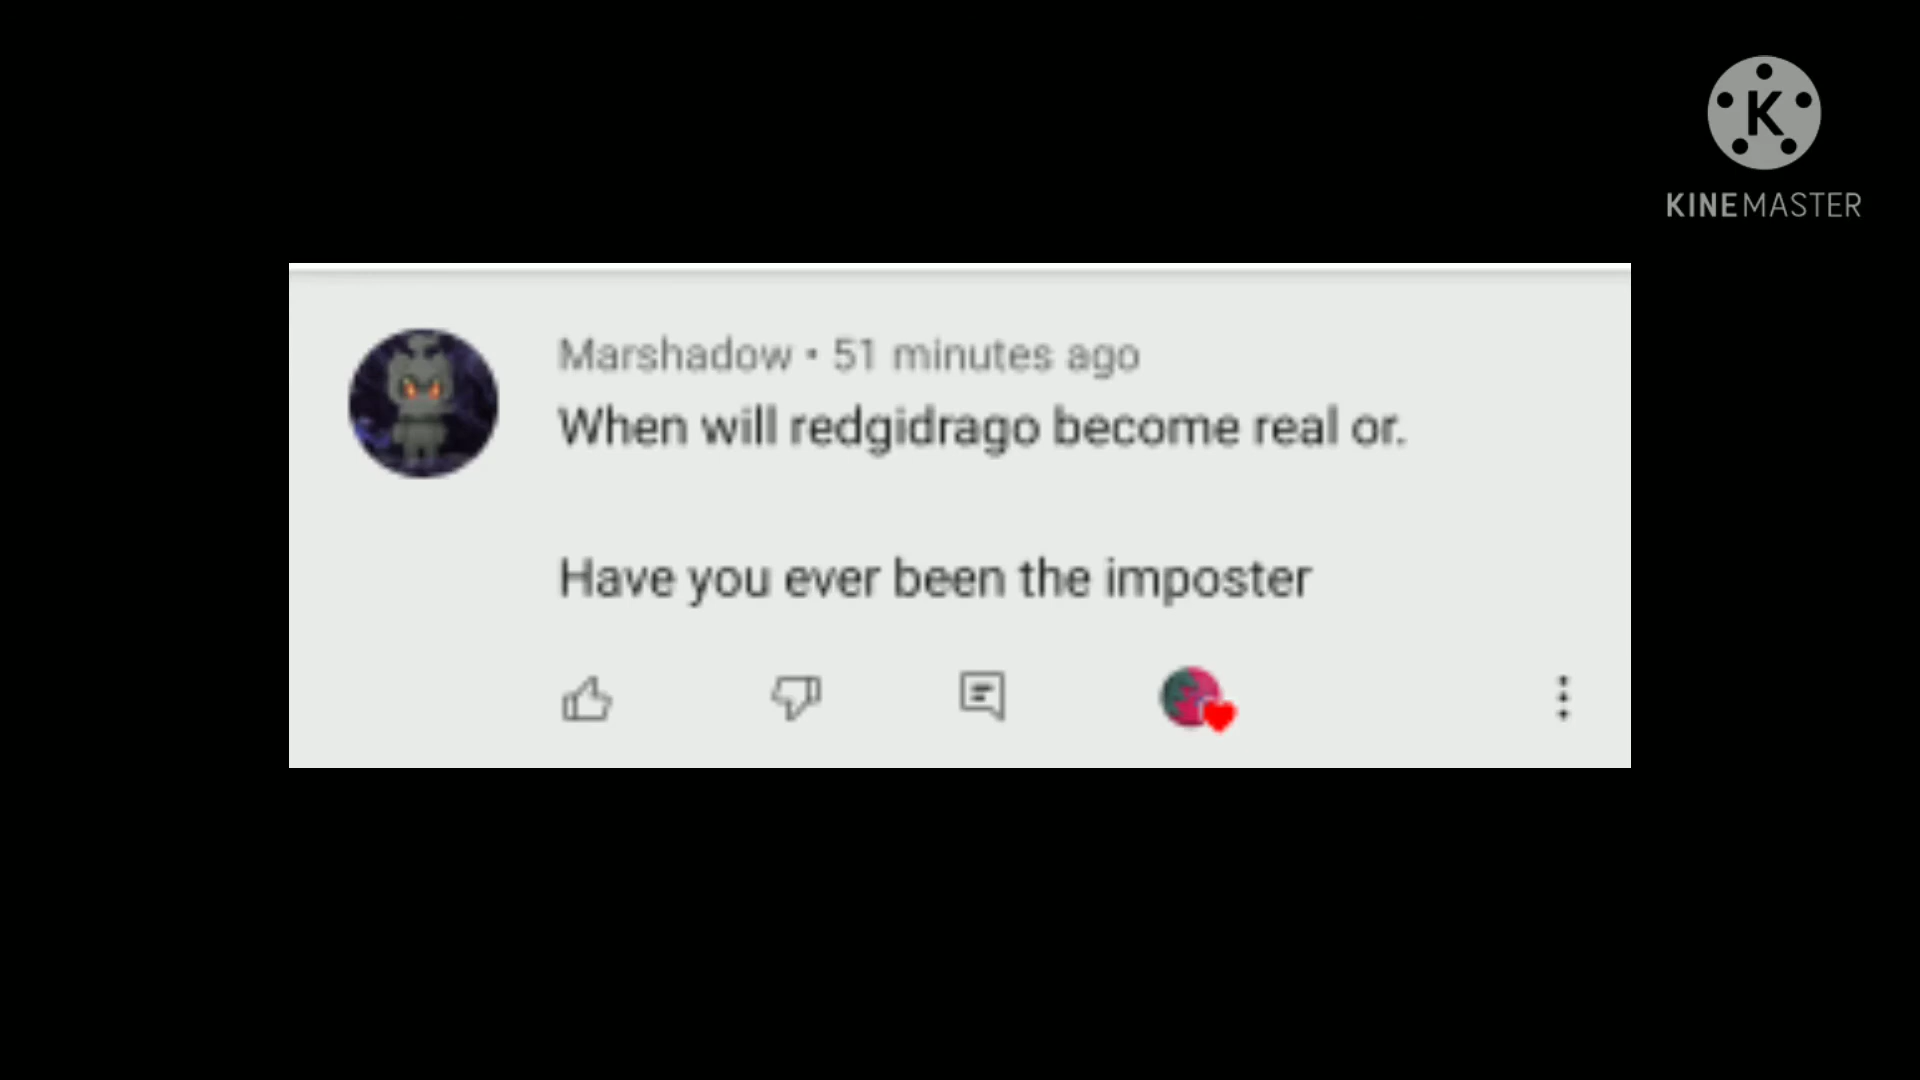 K
KINEMASTER
Marshadow • 51 minutes ago
When will redgidrago become real or.
Have you ever been the imposter